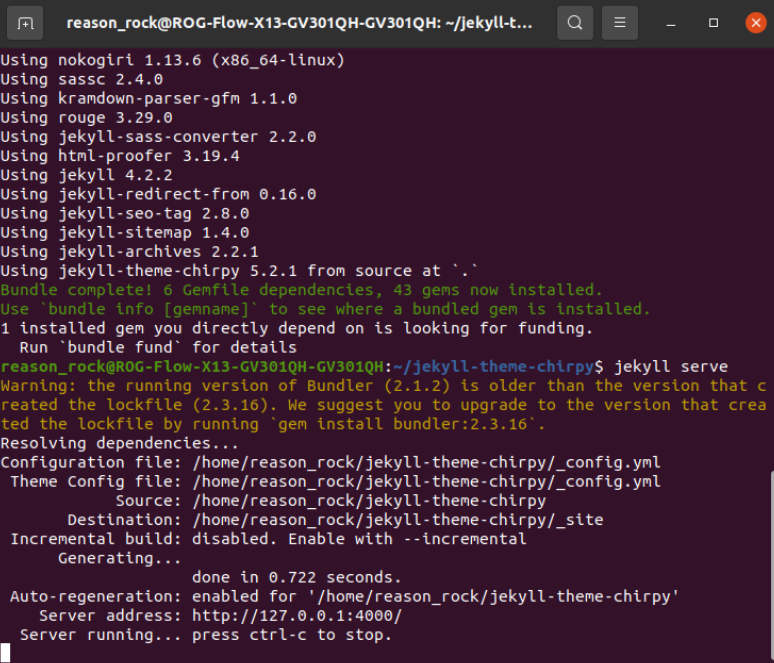 reason_rock@ROG-Flow-X13-GV301QH-GV301QH: ~/jekyll-t...
Using nokogiri 1.13.6 (x86_64-linux)
Using sassc 2.4.0
Using kramdown-parser-gfm 1.1.0
Using rouge 3.29.0
Using jekyll-sass-converter 2.2.0
Using html-proofer 3.19.4
Using jekyll 4.2.2
Using jekyll-redirect-from 0.16.0
Using jekyll-seo-tag 2.8.0
Using jekyll-sitemap 1.4.0
Using jekyll-archives 2.2.1
Using jekyll-theme-chirpy 5.2.1 from source at `.`
Bundle complete! 6 Gemfile dependencies, 43 gems now installed.
Use `bundle info [gemname]` to see where a bundled gem is installed.
1 installed gem you directly depend on is looking for funding.
  Run `bundle fund` for details
reason_rock@ROG-Flow-X13-GV301QH-GV301QH:~/jekyll-theme-chirpy$ jekyll serve
Warning: the running version of Bundler (2.1.2) is older than the version that c
reated the lockfile (2.3.16). We suggest you to upgrade to the version that crea
ted the lockfile by running `gem install bundler:2.3.16`.
Resolving dependencies...
Configuration file: /home/reason_rock/jekyll-theme-chirpy/_config.yml
 Theme Config file: /home/reason_rock/jekyll-theme-chirpy/_config.yml
            Source: /home/reason_rock/jekyll-theme-chirpy
       Destination: /home/reason_rock/jekyll-theme-chirpy/_site
 Incremental build: disabled. Enable with --incremental
      Generating...
                    done in 0.722 seconds.
 Auto-regeneration: enabled for '/home/reason_rock/jekyll-theme-chirpy'
    Server address: http://127.0.0.1:4000/
  Server running... press ctrl-c to stop.